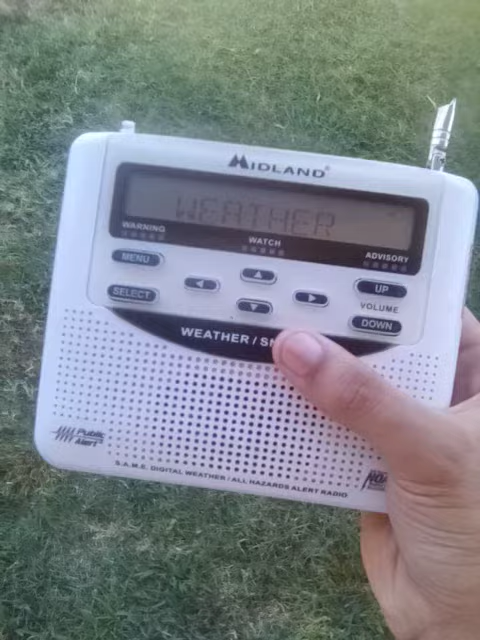 MIDLAND
WEATHER
WARNING
WATCH
ADVISORY
MENU
UP
SELECT
VOLUME
DOWN
WEATHER /
Public
Alert
S.A.M.E. DIGITAL WEATHER / ALL HAZARDS ALERT RADIO